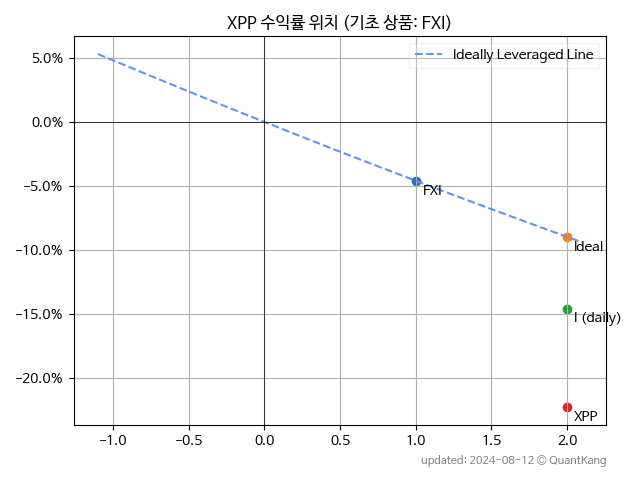 XPP 수익률 위치 (기초 상품: FXI)
Ideally Leveraged Line
5.0%
0.0%
−5.0%
−10.0%
−15.0%
−20.0%
FXI
Ideal
I (daily)
XPP
−1.0
−0.5
0.0
0.5
1.0
1.5
2.0
updated: 2024-08-12 © QuantKang